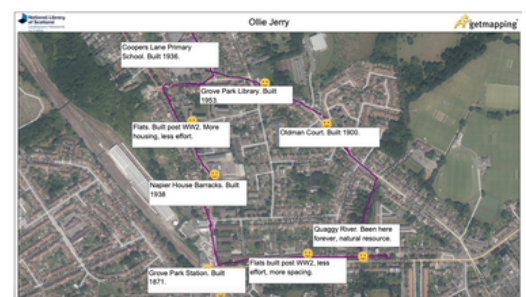 National Library
of Scotland
Ollie Jerry
getmapping
Coopers Lane Primary
School. Built 1936.
Grove Park Library. Built
1953
Flats. Built post WW2. More
housing, less effort.
Oldman Court. Built 1900.
Napier House Barracks. Built
1938
Quaggy River. Been here
forever, natural resource.
Flats built post WW2, less
effort, more spacing.
Grove Park Station. Built
1871.